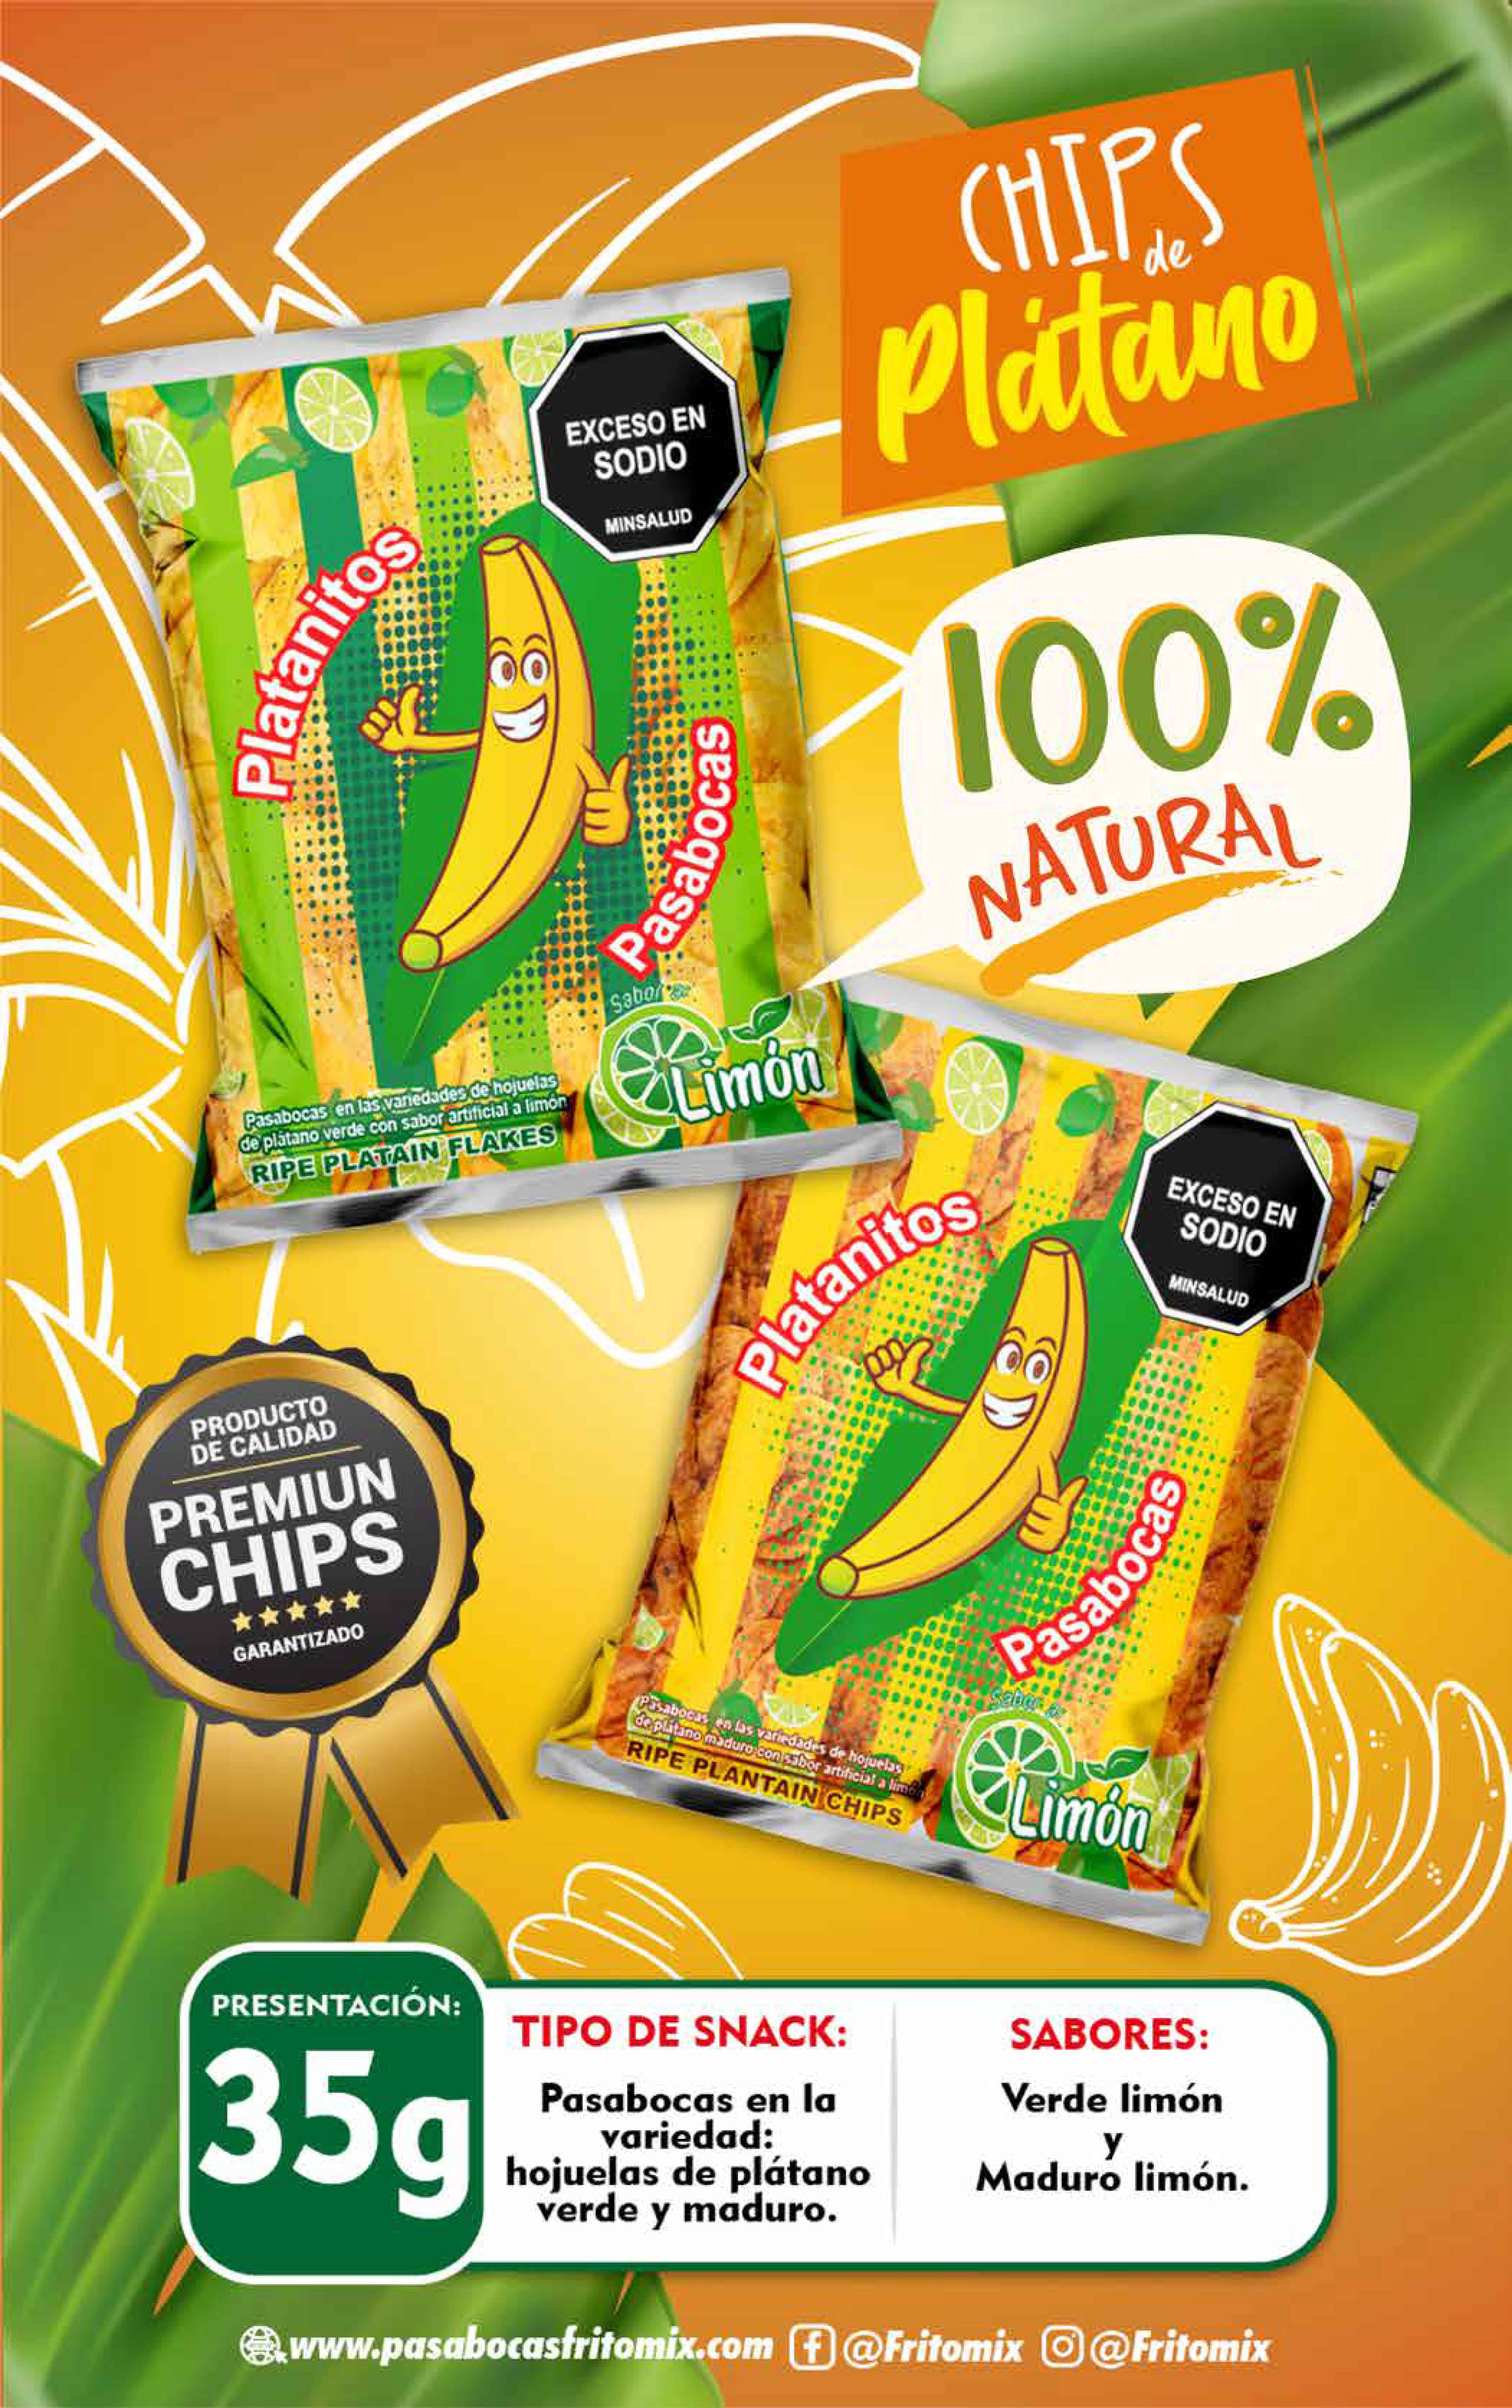 CHIPS
de
Plátano
EXCESO EN
SODIO
MINSALUD
Platanitos
Pasabocas
Sabor a
Limón
Pasabocas en las variedades de hojuelas
de plátano verde con sabor artificial a limón
RIPE PLATAIN FLAKES
100%
NATURAL
EXCESO EN
SODIO
MINSALUD
Platanitos
Pasabocas
Sabor a
Limón
Pasabocas en las variedades de hojuelas
de plátano maduro con sabor artificial a limón
RIPE PLANTAIN CHIPS
PRODUCTO
DE CALIDAD
PREMIUN
CHIPS
GARANTIZADO
PRESENTACIÓN:
35g
TIPO DE SNACK:
Pasabocas en la
variedad:
hojuelas de plátano
verde y maduro.
SABORES:
Verde limón
y
Maduro limón.
www.pasabocasfritomix.com @Fritomix @Fritomix